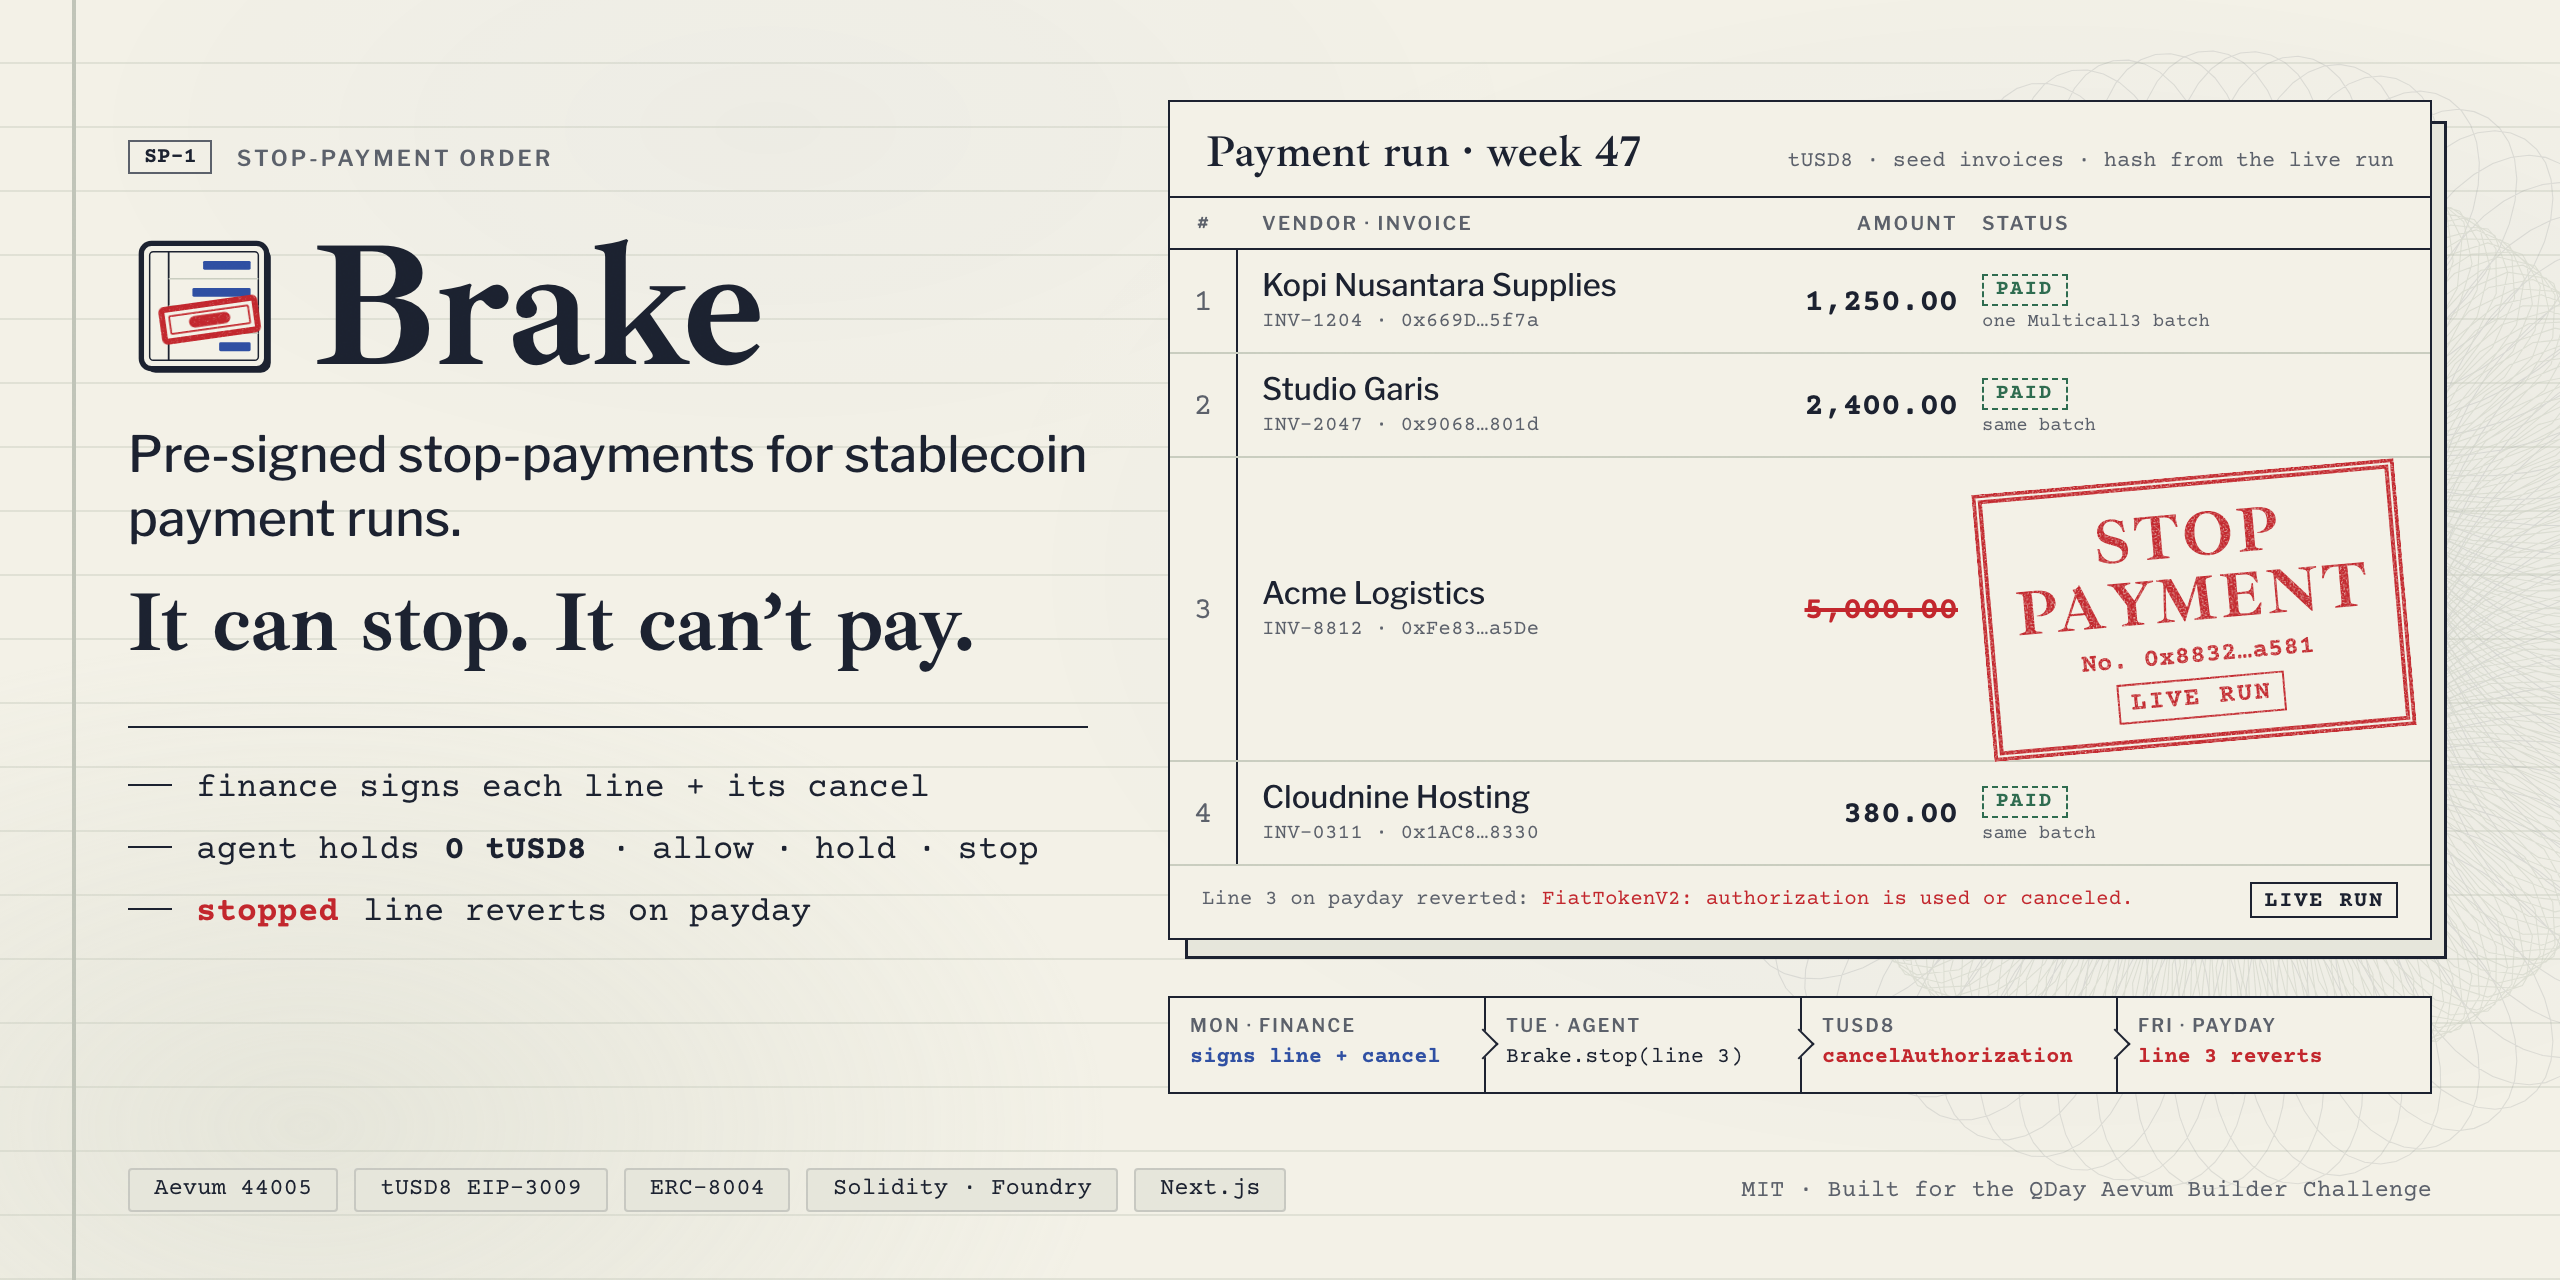 SP-1 STOP-PAYMENT ORDER
Brake
Pre-signed stop-payments for stablecoin
payment runs.
It can stop. It can’t pay.
finance signs each line + its cancel
agent holds 0 tUSD8 · allow · hold · stop
stopped line reverts on payday
Payment run · week 47
tUSD8 · seed invoices · hash from the live run
# VENDOR · INVOICE AMOUNT STATUS
1 Kopi Nusantara Supplies 1,250.00 PAID
INV-1204 · 0x669D…5f7a one Multicall3 batch
2 Studio Garis 2,400.00 PAID
INV-2047 · 0x9068…801d same batch
3 Acme Logistics 5,000.00
INV-8812 · 0xFe83…a5De
STOP
PAYMENT
No. 0x8832…a581
LIVE RUN
4 Cloudnine Hosting 380.00 PAID
INV-0311 · 0x1AC8…8330 same batch
Line 3 on payday reverted: FiatTokenV2: authorization is used or canceled. LIVE RUN
MON · FINANCE
signs line + cancel
TUE · AGENT
Brake.stop(line 3)
TUSD8
cancelAuthorization
FRI · PAYDAY
line 3 reverts
Aevum 44005 tUSD8 EIP-3009 ERC-8004 Solidity · Foundry Next.js
MIT · Built for the QDay Aevum Builder Challenge